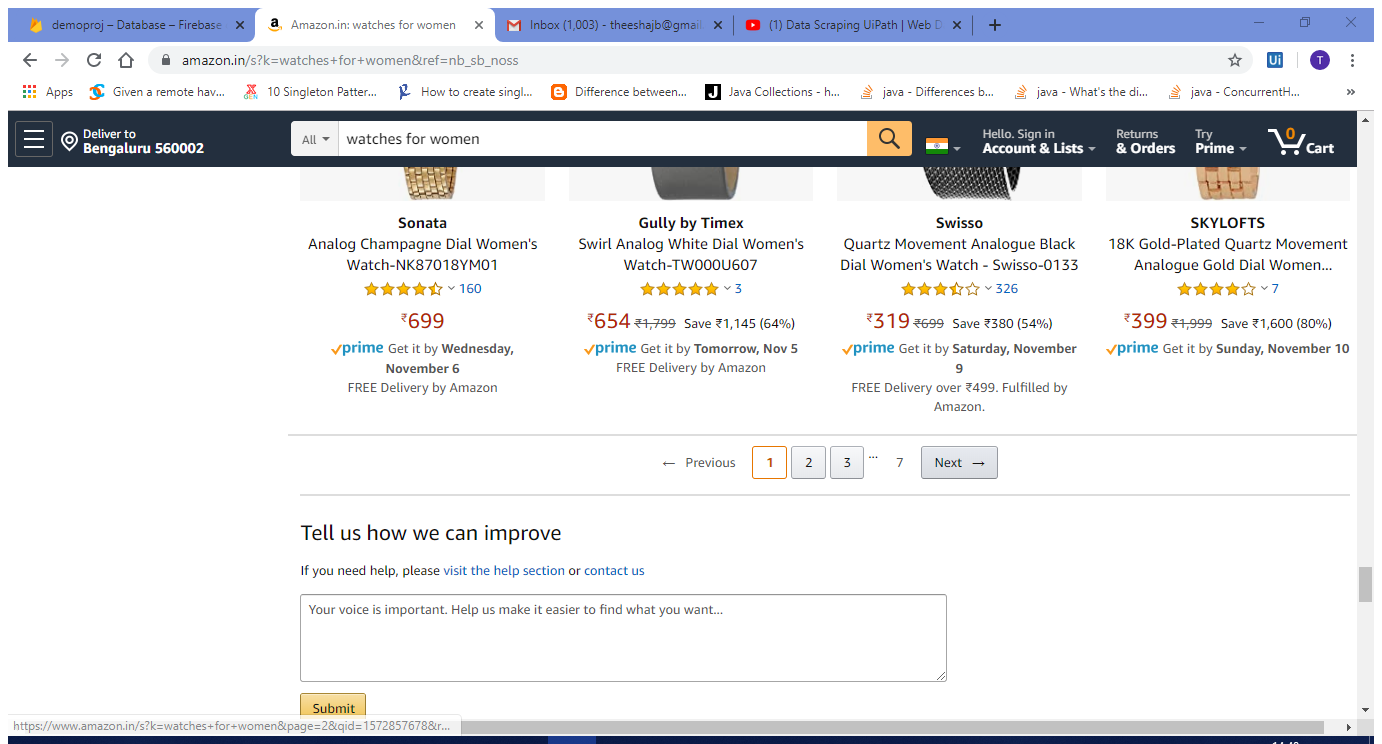 demoproj – Database – Firebase
Amazon.in: watches for women
Inbox (1,003) - theeshajb@gmail.
(1) Data Scraping UiPath | Web D
amazon.in/s?k=watches+for+women&ref=nb_sb_noss
Ui
T
Apps
Given a remote hav...
10 Singleton Patter...
How to create singl...
Difference between...
J
Java Collections - h...
java - Differences b...
java - What's the di...
java - ConcurrentH...
»
Deliver to
Bengaluru 560002
All
watches for women
Hello. Sign in
Account & Lists
Returns
& Orders
Try
Prime
0
Cart
Sonata
Analog Champagne Dial Women's
Watch-NK87018YM01
160
₹699
prime Get it by Wednesday,
November 6
FREE Delivery by Amazon
Gully by Timex
Swirl Analog White Dial Women's
Watch-TW000U607
3
₹654 ₹1,799 Save ₹1,145 (64%)
prime Get it by Tomorrow, Nov 5
FREE Delivery by Amazon
Swisso
Quartz Movement Analogue Black
Dial Women's Watch - Swisso-0133
326
₹319 ₹699 Save ₹380 (54%)
prime Get it by Saturday, November
9
FREE Delivery over ₹499. Fulfilled by
Amazon.
SKYLOFTS
18K Gold-Plated Quartz Movement
Analogue Gold Dial Women...
7
₹399 ₹1,999 Save ₹1,600 (80%)
prime Get it by Sunday, November 10
← Previous 1 2 3 ... 7 Next →
Tell us how we can improve
If you need help, please visit the help section or contact us
Your voice is important. Help us make it easier to find what you want...
Submit
https://www.amazon.in/s?k=watches+for+women&page=2&qid=1572857678&r...